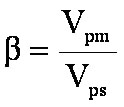 β = V_pm / V_ps